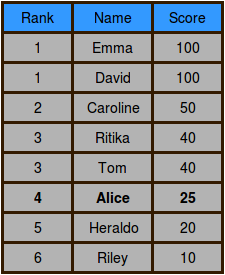 Rank Name Score
1 Emma 100
1 David 100
2 Caroline 50
3 Ritika 40
3 Tom 40
4 Alice 25
5 Heraldo 20
6 Riley 10